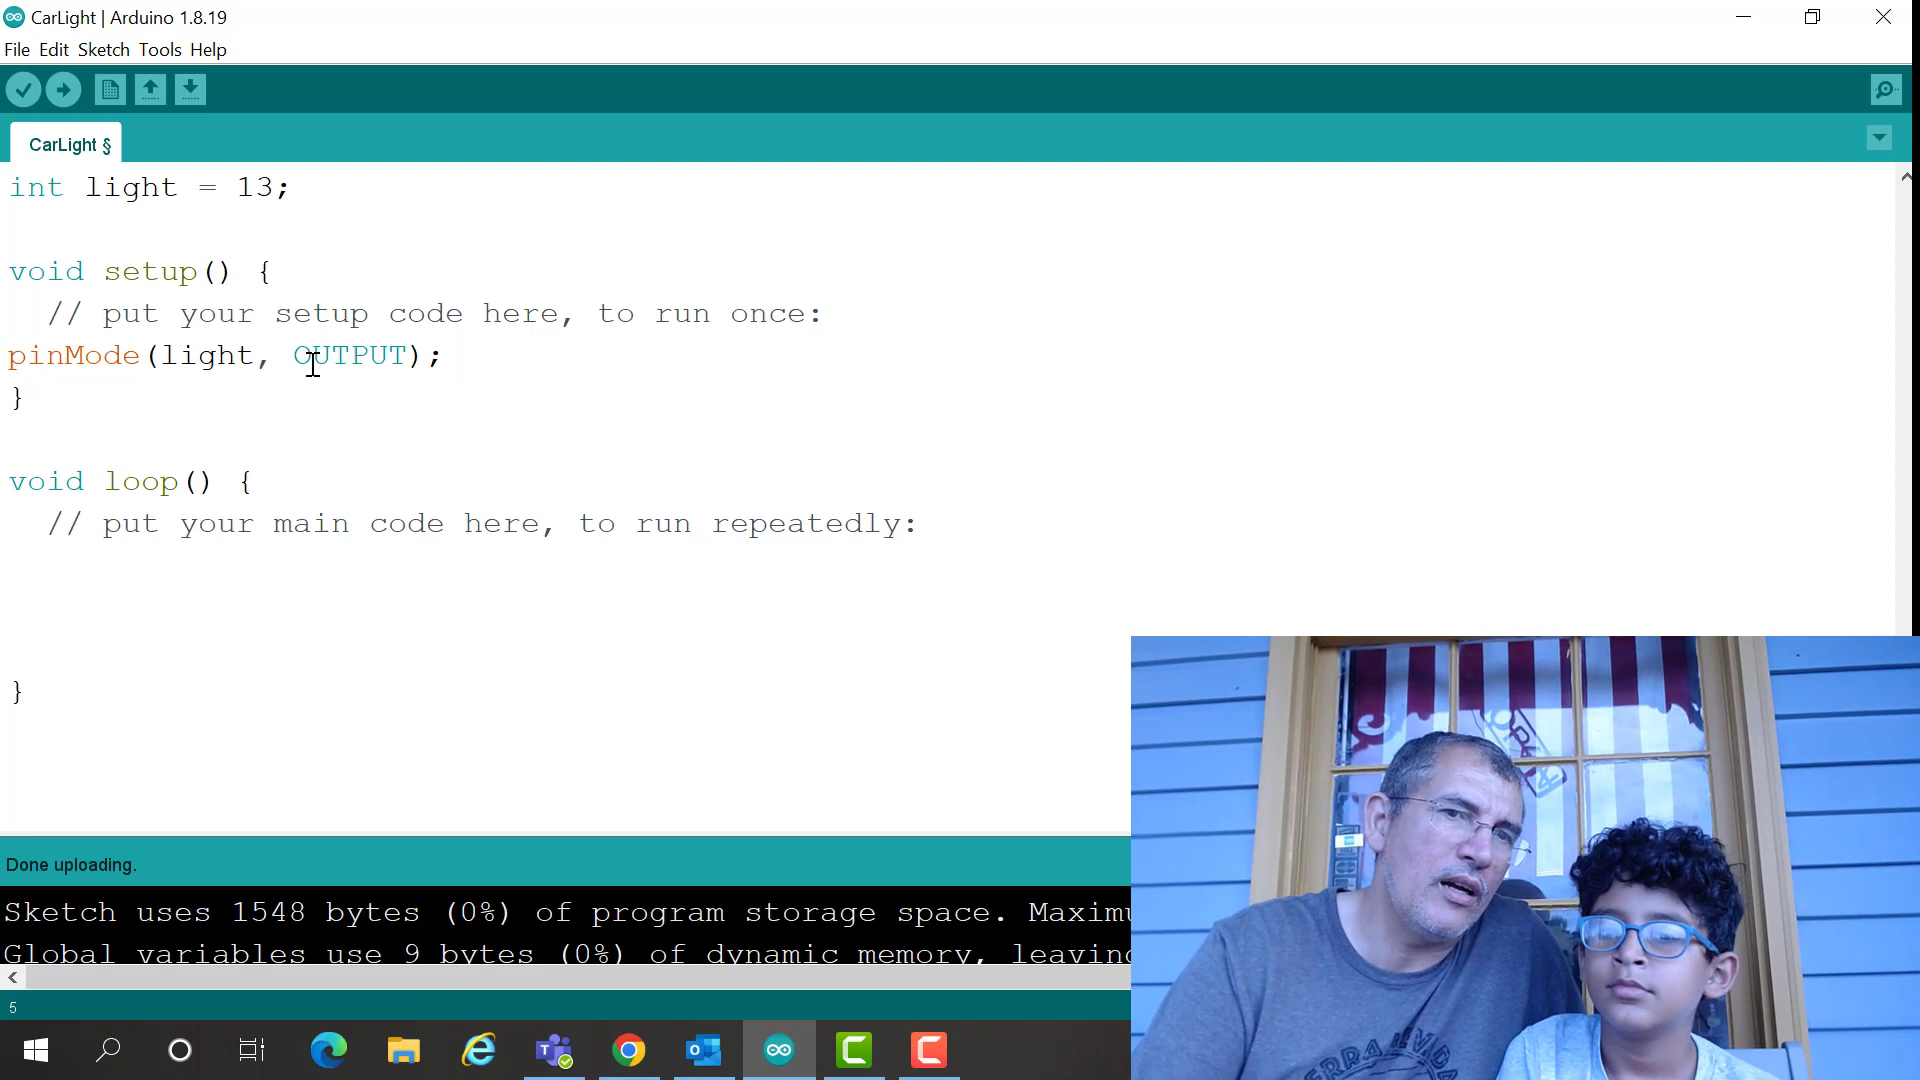 CarLight | Arduino 1.8.19
File Edit Sketch Tools Help
CarLight §
int light = 13;
void setup() {
// put your setup code here, to run once:
pinMode(light, OUTPUT);
}
void loop() {
// put your main code here, to run repeatedly:
}
Done uploading.
Sketch uses 1548 bytes (0%) of program storage space. Maximu
Global variables use 9 bytes (0%) of dynamic memory, leaving
5